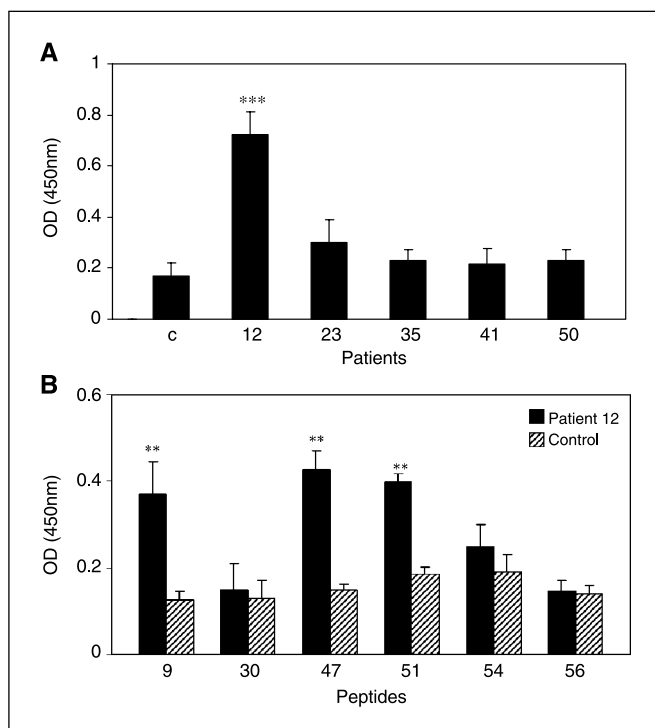 A
1
0.8
0.6
0.4
0.2
0
OD (450nm)
***
c 12 23 35 41 50
Patients
B
0.6
0.4
0.2
0
OD (450nm)
** ** **
Patient 12
Control
9 30 47 51 54 56
Peptides